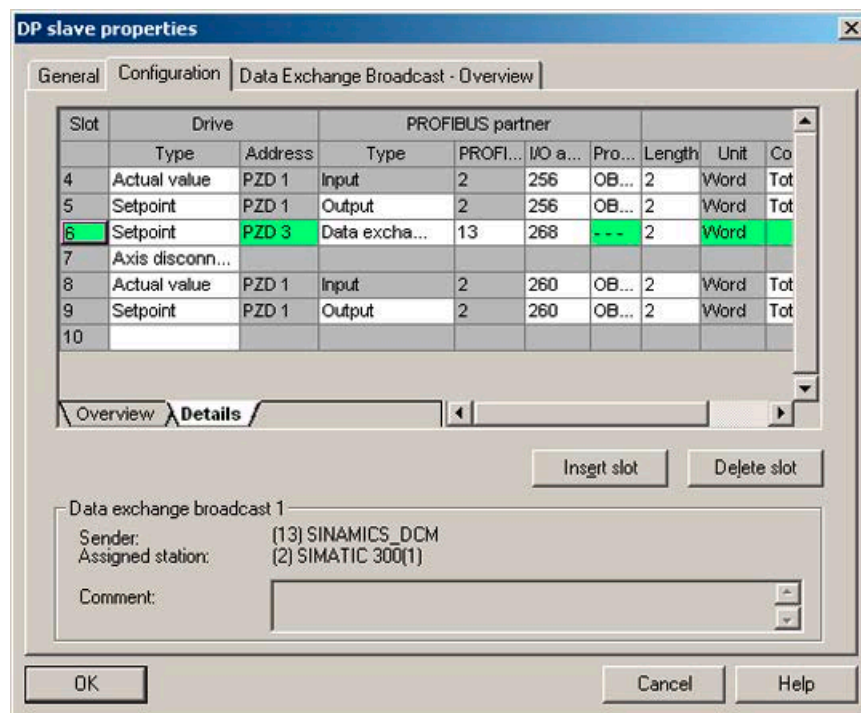 DP slave properties
General Configuration Data Exchange Broadcast - Overview
Slot Drive PROFIBUS partner
Type Address Type PROFI... I/O a... Pro... Length Unit Co
4 Actual value PZD 1 Input 2 256 OB... 2 Word Tot
5 Setpoint PZD 1 Output 2 256 OB... 2 Word Tot
6 Setpoint PZD 3 Data excha... 13 268 --- 2 Word
7 Axis disconn...
8 Actual value PZD 1 Input 2 260 OB... 2 Word Tot
9 Setpoint PZD 1 Output 2 260 OB... 2 Word Tot
10
Overview Details
Insert slot Delete slot
Data exchange broadcast 1
Sender: (13) SINAMICS_DCM
Assigned station: (2) SIMATIC 300(1)
Comment:
OK Cancel Help